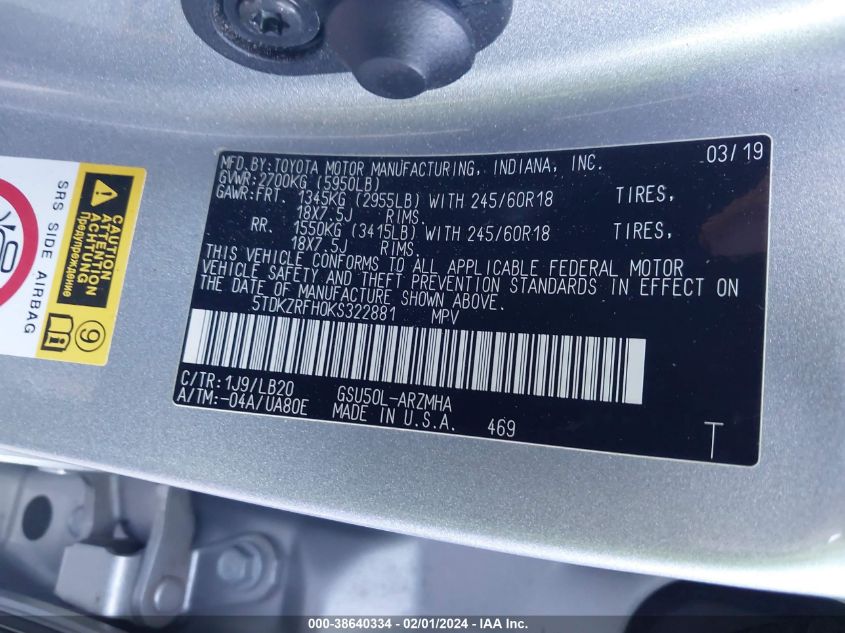 MFD.BY:TOYOTA MOTOR MANUFACTURING, INDIANA, INC. 03/19
GVWR:2700KG (5950LB)
GAWR:FRT. 1345KG (2955LB) WITH 245/60R18 TIRES,
18X7.5J RIMS.
RR. 1550KG (3415LB) WITH 245/60R18 TIRES,
18X7.5J RIMS.
THIS VEHICLE CONFORMS TO ALL APPLICABLE FEDERAL MOTOR
VEHICLE SAFETY AND THEFT PREVENTION STANDARDS IN EFFECT ON
THE DATE OF MANUFACTURE SHOWN ABOVE.
5TDKZRFH0KS322881 MPV
C/TR:1J9/LB20 GSU50L-ARZMHA
A/TM:-04A/UA80E MADE IN U.S.A. 469 T
SRS SIDE AIRBAG
CAUTION
Предупреждение
9
000-38640334 - 02/01/2024 - IAA Inc.